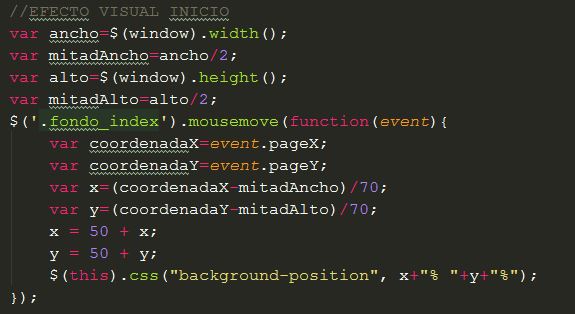 //EFECTO VISUAL INICIO
var ancho=$(window).width();
var mitadAncho=ancho/2;
var alto=$(window).height();
var mitadAlto=alto/2;
$('.fondo_index').mousemove(function(event){
    var coordenadaX=event.pageX;
    var coordenadaY=event.pageY;
    var x=(coordenadaX-mitadAncho)/70;
    var y=(coordenadaY-mitadAlto)/70;
    x = 50 + x;
    y = 50 + y;
    $(this).css("background-position", x+"% "+y+"%");
});